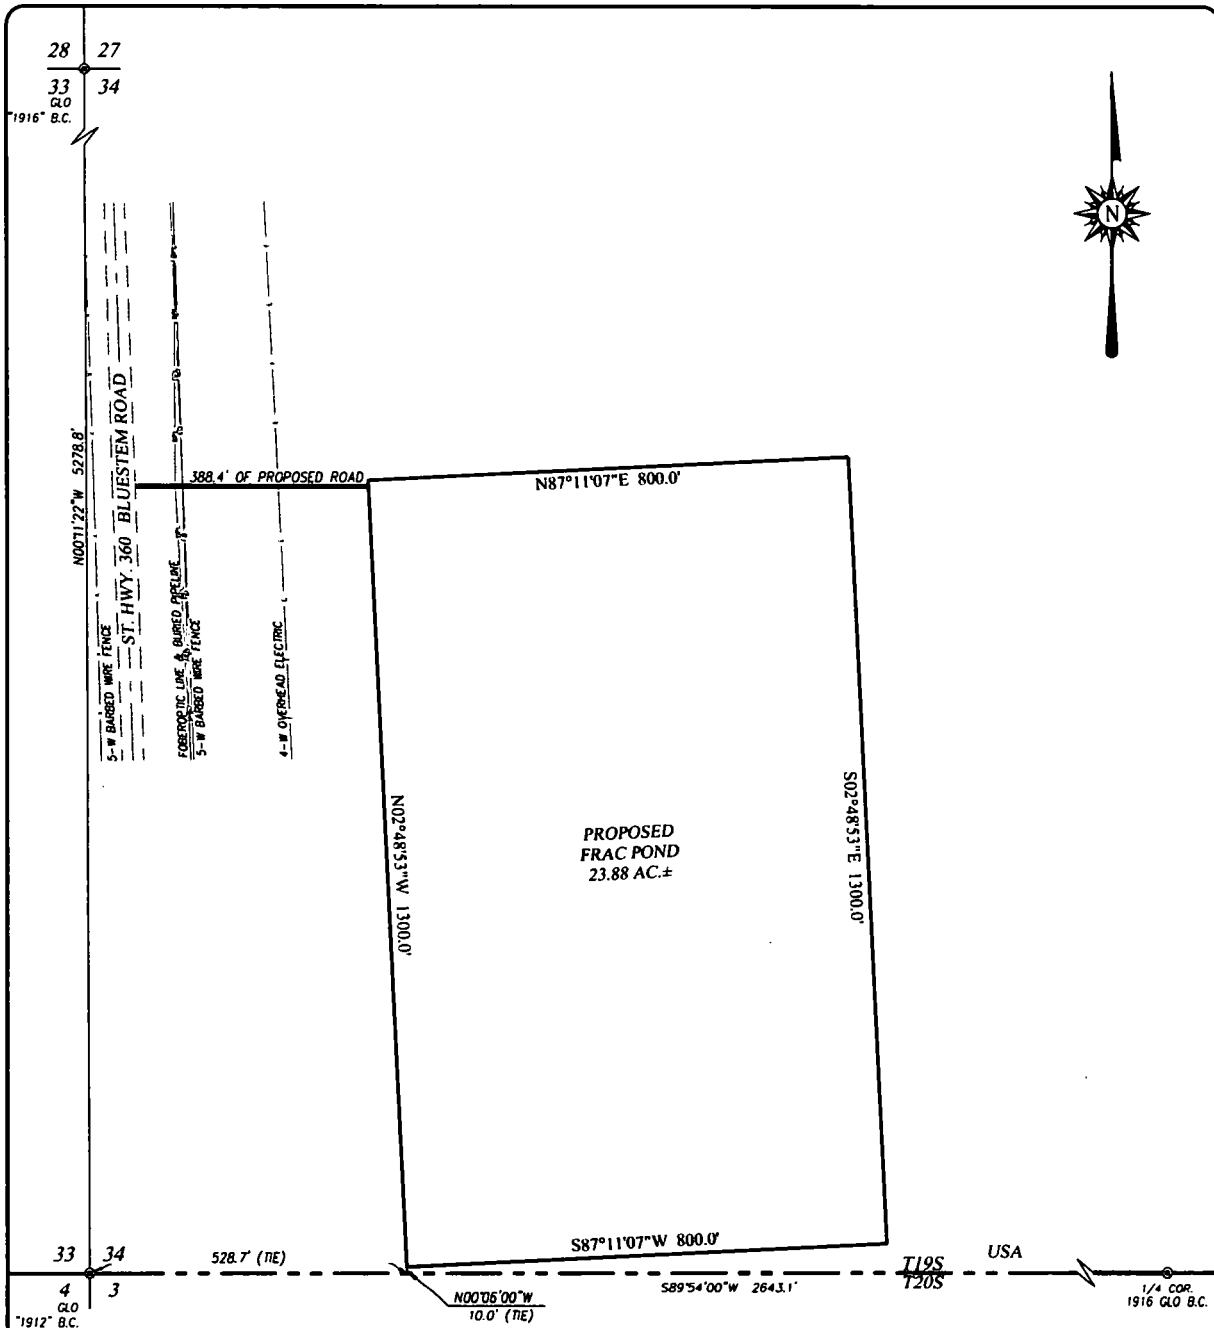 28 27
33 34
GLO
"1916" B.C.
N
N00°11'22"W 5278.8'
5-W BARBED WIRE FENCE
ST. HWY. 360 BLUESTEM ROAD
FOBEROPTIC LINE & BURIED PIPELINE
5-W BARBED WIRE FENCE
4-W OVERHEAD ELECTRIC
388.4' OF PROPOSED ROAD
N87°11'07"E 800.0'
N02°48'53"W 1300.0'
PROPOSED
FRAC POND
23.88 AC.±
S02°48'53"E 1300.0'
S87°11'07"W 800.0'
33 34
4 3
GLO
"1912" B.C.
528.7' (TIE)
N00°06'00"W
10.0' (TIE)
S89°54'00"W 2643.1'
T19S
T20S
USA
1/4 COR.
1916 GLO B.C.